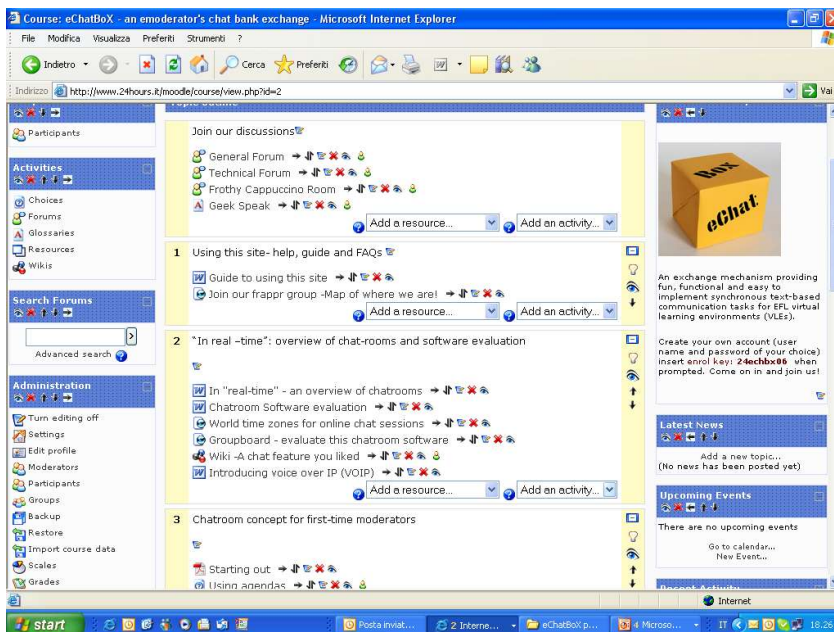 Course: eChatBoX - an emoderator's chat bank exchange - Microsoft Internet Explorer
File Modifica Visualizza Preferiti Strumenti ?
Indietro Cerca Preferiti
Indirizzo http://www.24hours.it/moodle/course/view.php?id=2 Vai
Participants
Activities
Choices
Forums
Glossaries
Resources
Wikis
Search Forums
Advanced search
Administration
Turn editing off
Settings
Edit profile
Moderators
Participants
Groups
Backup
Restore
Import course data
Scales
Grades
Join our discussions
General Forum
Technical Forum
Frothy Cappuccino Room
Geek Speak
Add a resource... Add an activity...
1 Using this site- help, guide and FAQs
Guide to using this site
Join our frappr group -Map of where we are!
Add a resource... Add an activity...
2 "In real –time": overview of chat-rooms and software evaluation
In "real-time" - an overview of chatrooms
Chatroom Software evaluation
World time zones for online chat sessions
Groupboard - evaluate this chatroom software
Wiki -A chat feature you liked
Introducing voice over IP (VOIP)
Add a resource... Add an activity...
3 Chatroom concept for first-time moderators
Starting out
Using agendas
Box
eChat
An exchange mechanism providing
fun, functional and easy to
implement synchronous text-based
communication tasks for EFL virtual
learning environments (VLEs).
Create your own account (user
name and password of your choice)
insert enrol key: 24echbx06 when
prompted. Come on in and join us!
Latest News
Add a new topic...
(No news has been posted yet)
Upcoming Events
There are no upcoming events
Go to calendar...
New Event...
Internet
start Posta inviat... 2 Interne... eChatBoX p... 4 Microso... IT 18.26